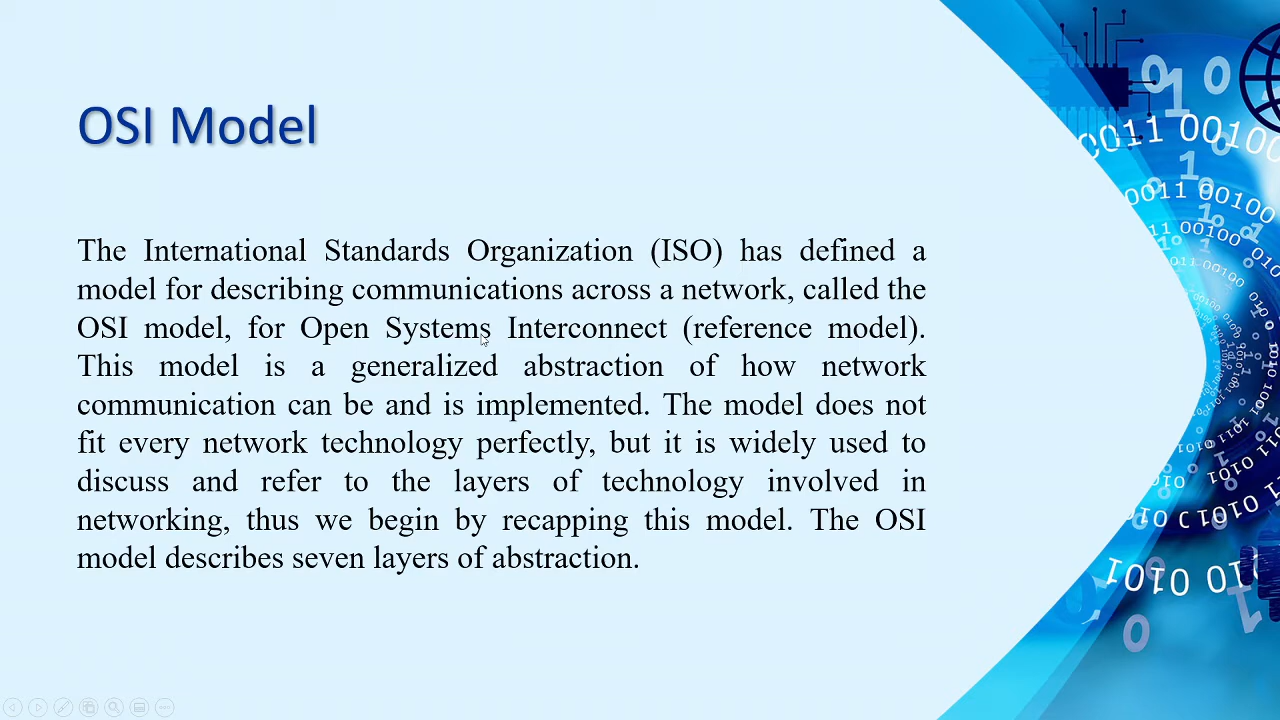 OSI Model
The International Standards Organization (ISO) has defined a
model for describing communications across a network, called the
OSI model, for Open Systems Interconnect (reference model).
This model is a generalized abstraction of how network
communication can be and is implemented. The model does not
fit every network technology perfectly, but it is widely used to
discuss and refer to the layers of technology involved in
networking, thus we begin by recapping this model. The OSI
model describes seven layers of abstraction.